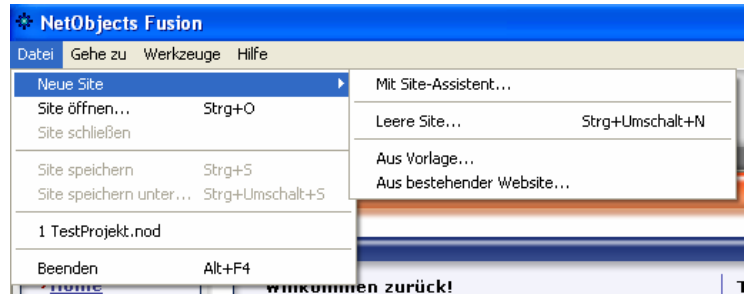 NetObjects Fusion
Datei Gehe zu Werkzeuge Hilfe
Neue Site
Site öffnen... Strg+O
Site schließen
Site speichern Strg+S
Site speichern unter... Strg+Umschalt+S
1 TestProjekt.nod
Beenden Alt+F4
Mit Site-Assistent...
Leere Site... Strg+Umschalt+N
Aus Vorlage...
Aus bestehender Website...
Home
Willkommen zurück!